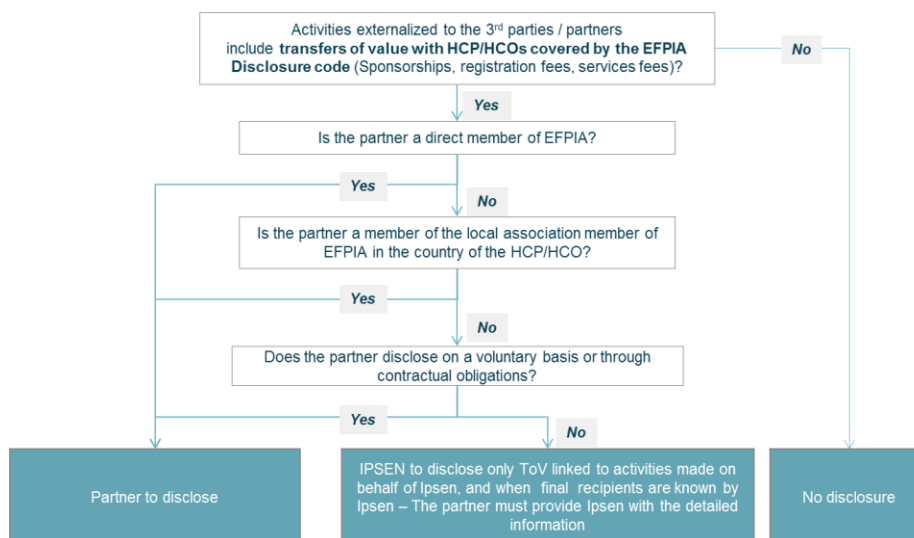 Activities externalized to the 3rd parties / partners
include transfers of value with HCP/HCOs covered by the EFPIA
Disclosure code (Sponsorships, registration fees, services fees)?
No
Yes
Is the partner a direct member of EFPIA?
Yes
No
Is the partner a member of the local association member of
EFPIA in the country of the HCP/HCO?
Yes
No
Does the partner disclose on a voluntary basis or through
contractual obligations?
Yes
No
Partner to disclose
IPSEN to disclose only ToV linked to activities made on
behalf of Ipsen, and when final recipients are known by
Ipsen – The partner must provide Ipsen with the detailed
information
No disclosure